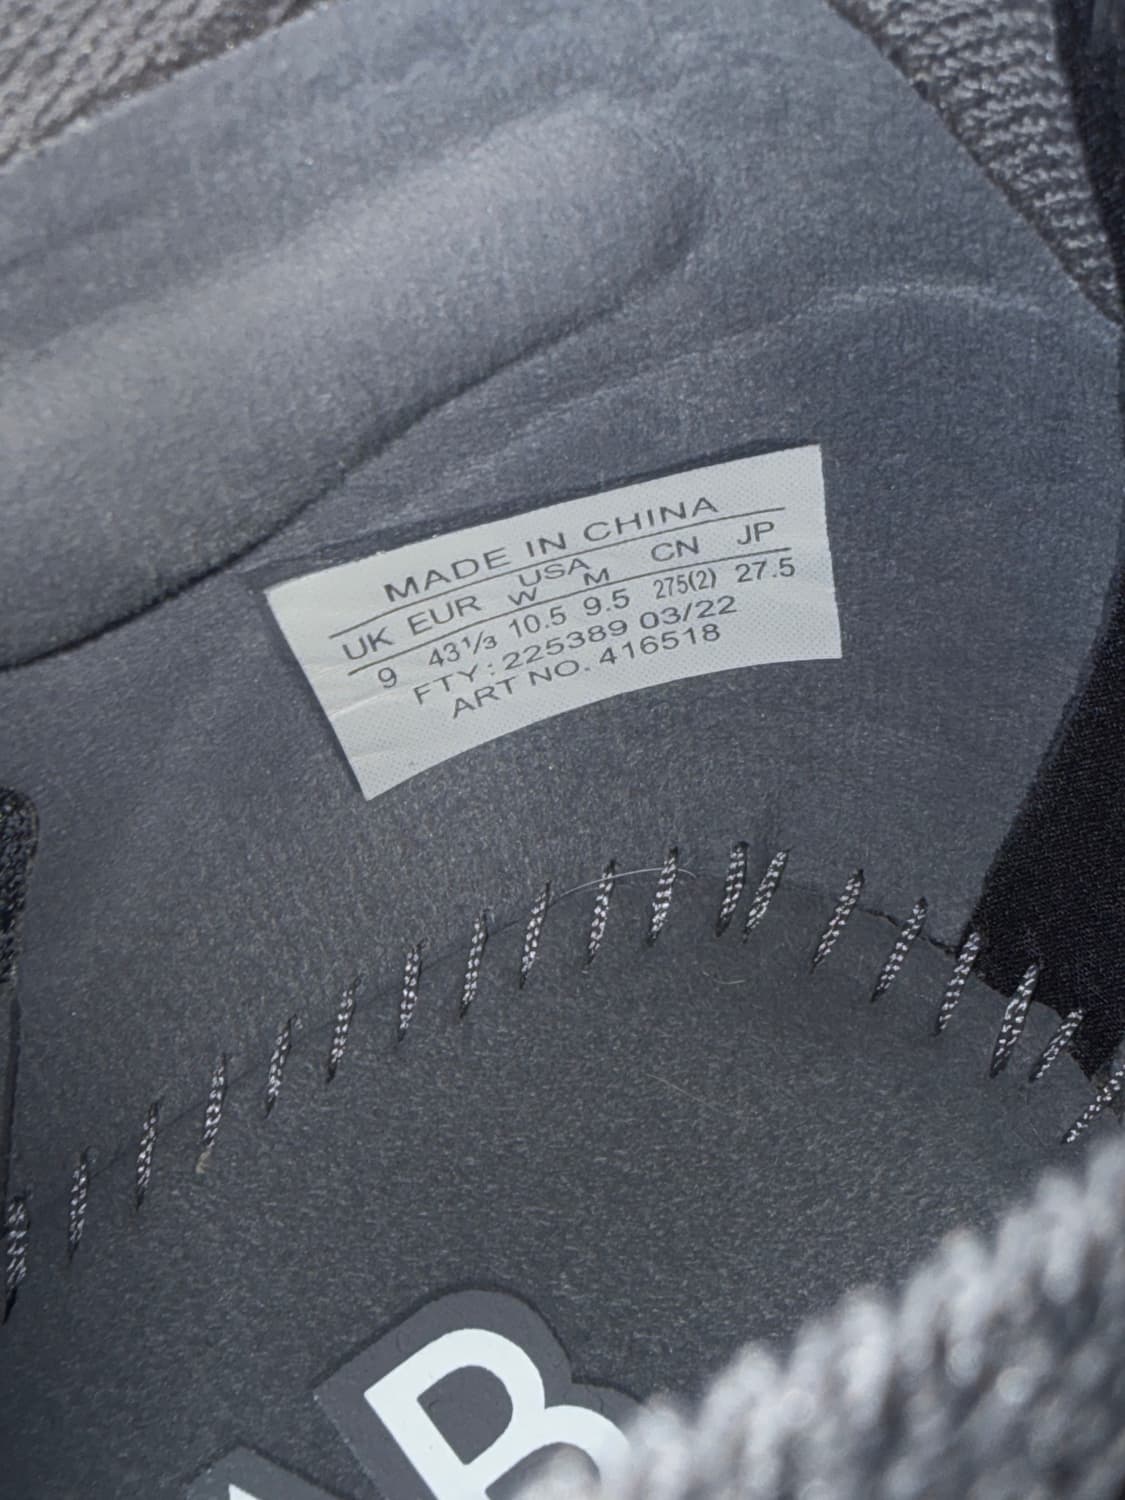 MADE IN CHINA
UK EUR USA W M CN JP
9 43⅓ 10.5 9.5 275(2) 27.5
FTY: 225389 03/22
ART NO. 416518
AB